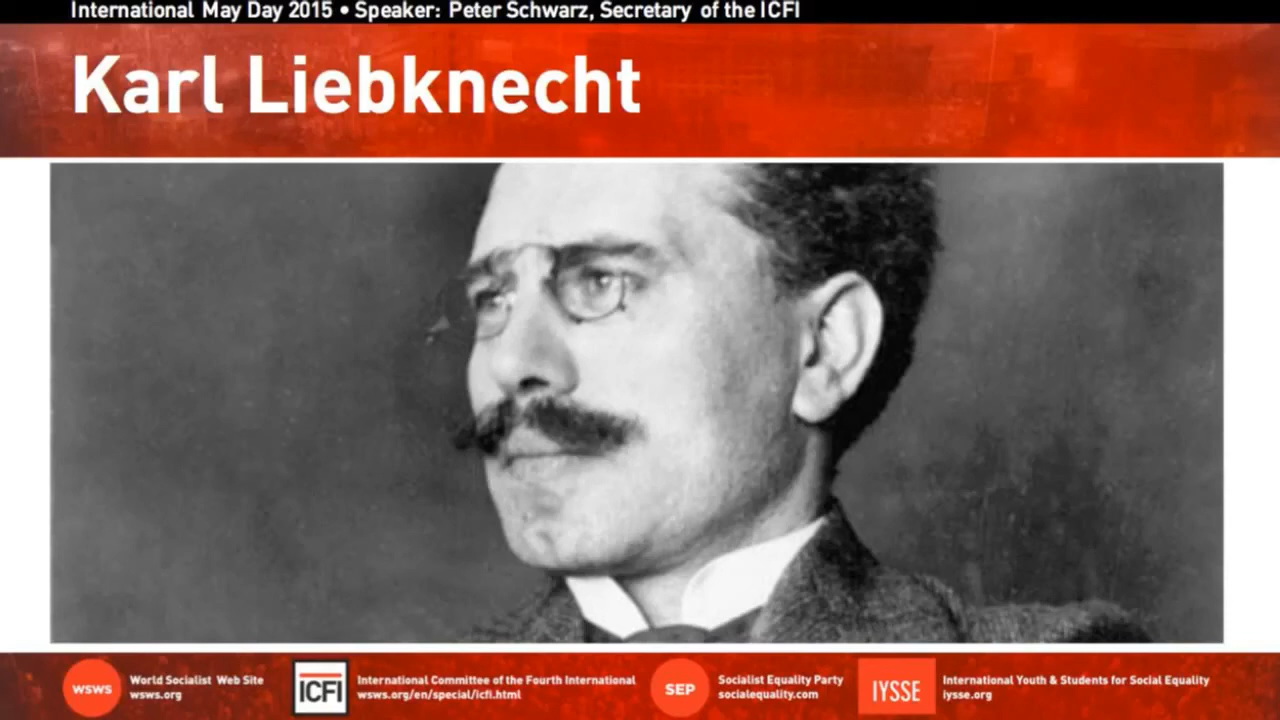 International May Day 2015 • Speaker: Peter Schwarz, Secretary of the ICFI
Karl Liebknecht
wsws
World Socialist Web Site
wsws.org
ICFI
International Committee of the Fourth International
wsws.org/en/special/icfi.html
SEP
Socialist Equality Party
socialequality.com
IYSSE
International Youth & Students for Social Equality
iysse.org